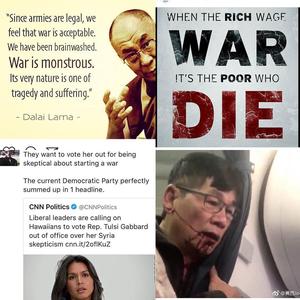 "Since armies are legal, we
feel that war is acceptable.
We have been brainwashed.
War is monstrous.
Its very nature is one of
tragedy and suffering."
- Dalai Lama -
WHEN THE RICH WAGE
WAR
IT'S THE POOR WHO
DIE
They want to vote her out for being
skeptical about starting a war
The current Democratic Party perfectly
summed up in 1 headline.
CNN Politics @CNNPolitics
Liberal leaders are calling on
Hawaiians to vote Rep. Tulsi Gabbard
out of office over her Syria
skepticism cnn.it/2oflKuZ